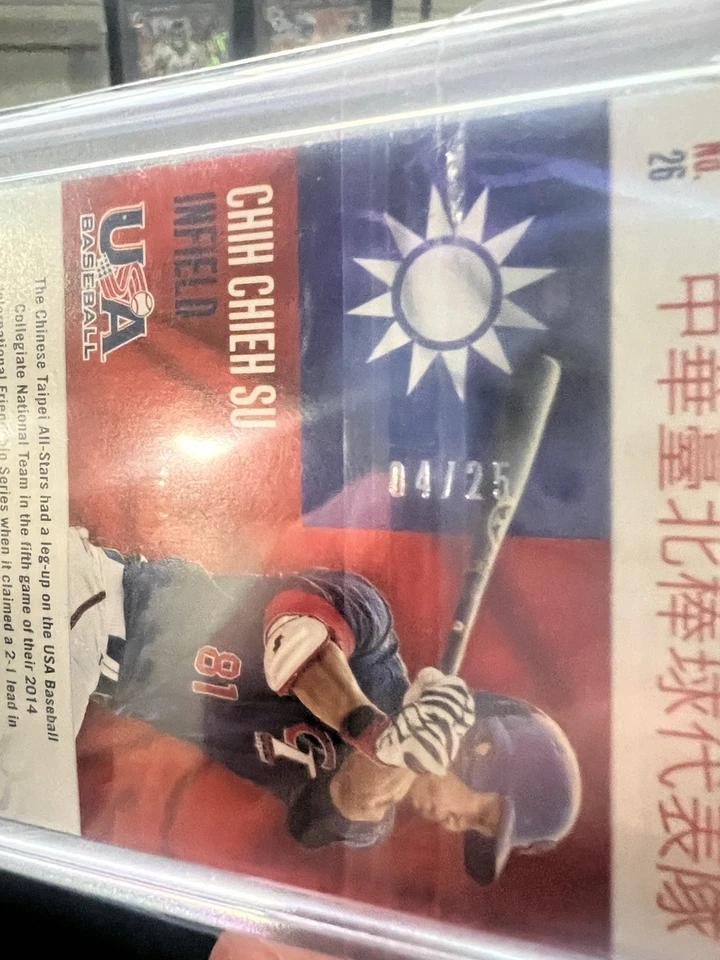 No.
26
中華臺北棒球代表隊
04/25
CHIH CHIEH SU
INFIELD
USA
BASEBALL
81
CT
The Chinese Taipei All-Stars had a leg-up on the USA Baseball
Collegiate National Team in the fifth game of their 2014
Series when it claimed a 2-1 lead in